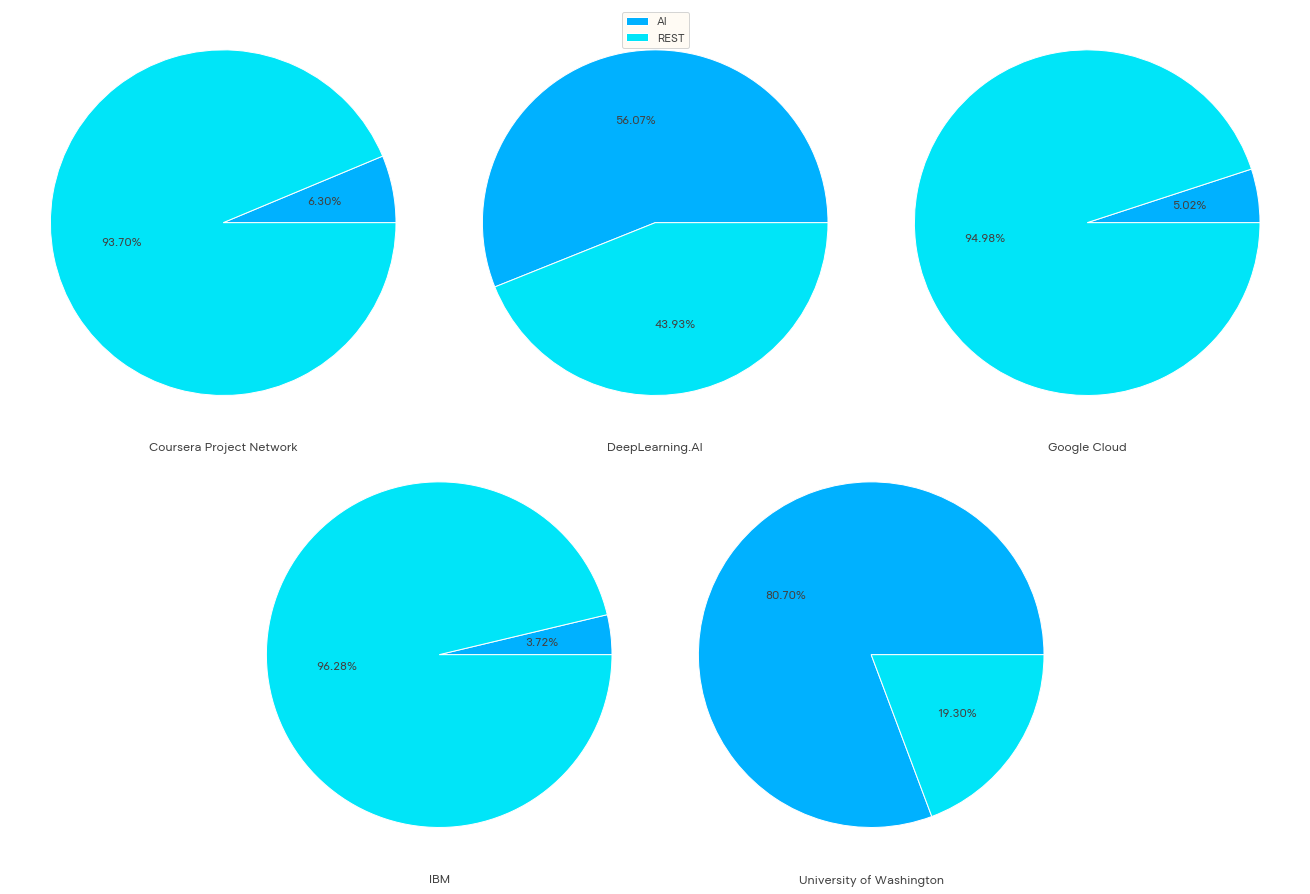 AI
REST
56.07%
6.30%
5.02%
93.70%
94.98%
43.93%
Coursera Project Network
DeepLearning.AI
Google Cloud
80.70%
3.72%
96.28%
19.30%
IBM
University of Washington